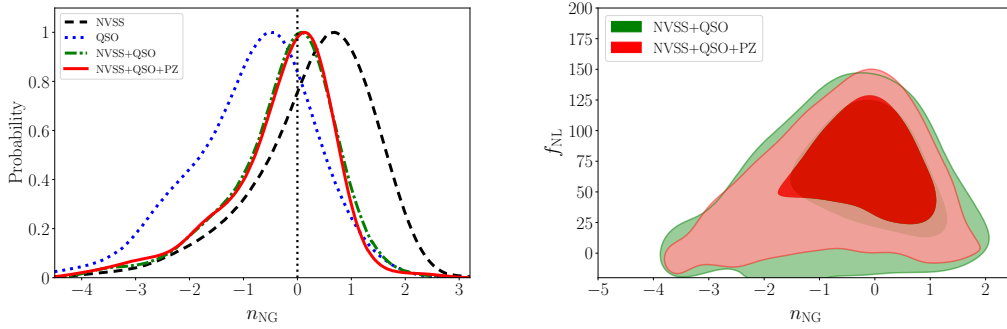 NVSS
QSO
NVSS+QSO
NVSS+QSO+PZ
Probability
1
0.8
0.6
0.4
0.2
0
−4 −3 −2 −1 0 1 2 3
n_NG
NVSS+QSO
NVSS+QSO+PZ
f_NL
200
175
150
125
100
75
50
25
0
−5 −4 −3 −2 −1 0 1 2
n_NG